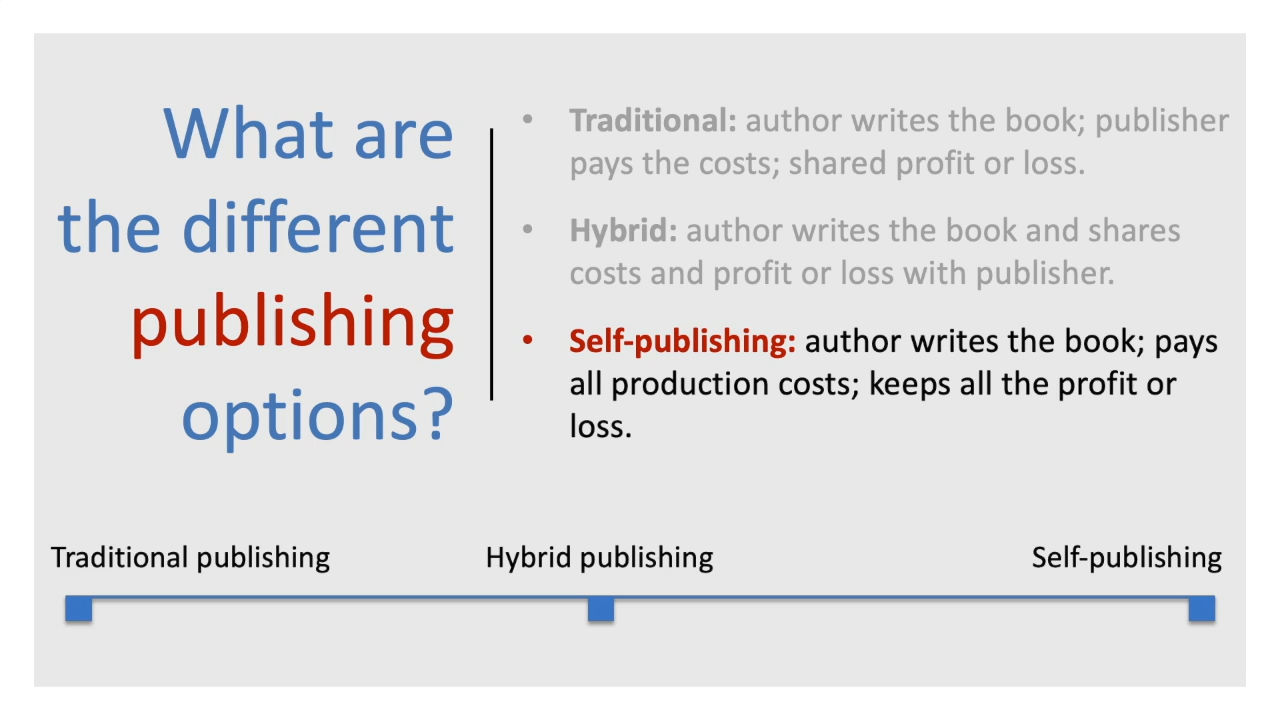 What are
the different
publishing
options?
• Traditional: author writes the book; publisher
pays the costs; shared profit or loss.
• Hybrid: author writes the book and shares
costs and profit or loss with publisher.
• Self-publishing: author writes the book; pays
all production costs; keeps all the profit or
loss.
Traditional publishing
Hybrid publishing
Self-publishing